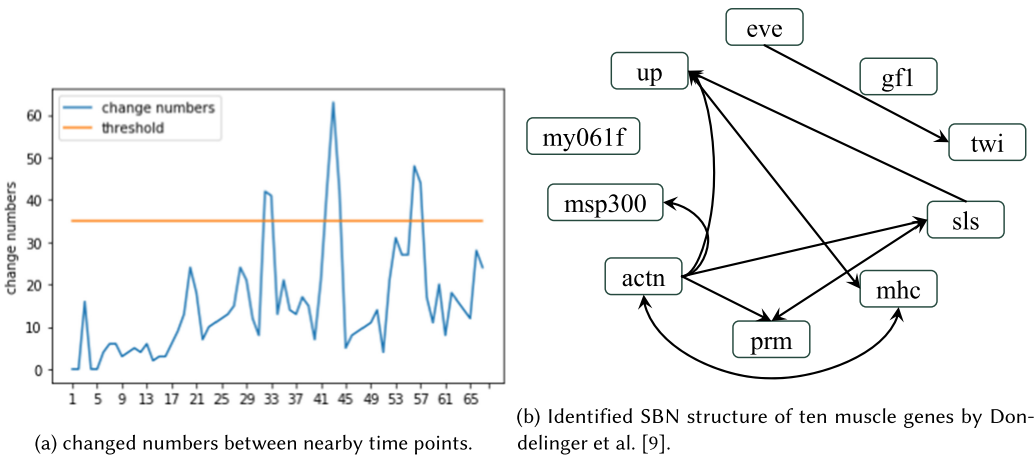 change numbers
threshold
change numbers
60
50
40
30
20
10
0
1 5 9 13 17 21 25 29 33 37 41 45 49 53 57 61 65
(a) changed numbers between nearby time points.
eve
up
gf1
my061f
twi
msp300
sls
actn
mhc
prm
(b) Identified SBN structure of ten muscle genes by Don-
delinger et al. [9].